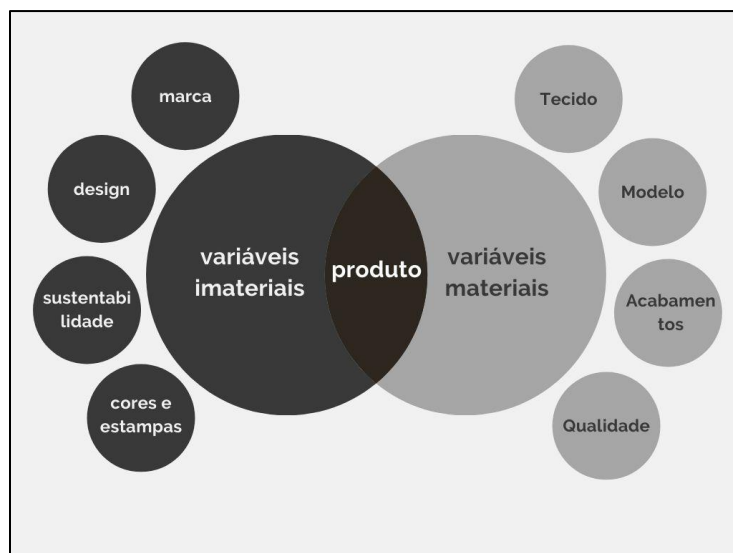 marca
design
sustentabi
lidade
cores e
estampas
variáveis
imateriais
produto
variáveis
materiais
Tecido
Modelo
Acabamen
tos
Qualidade